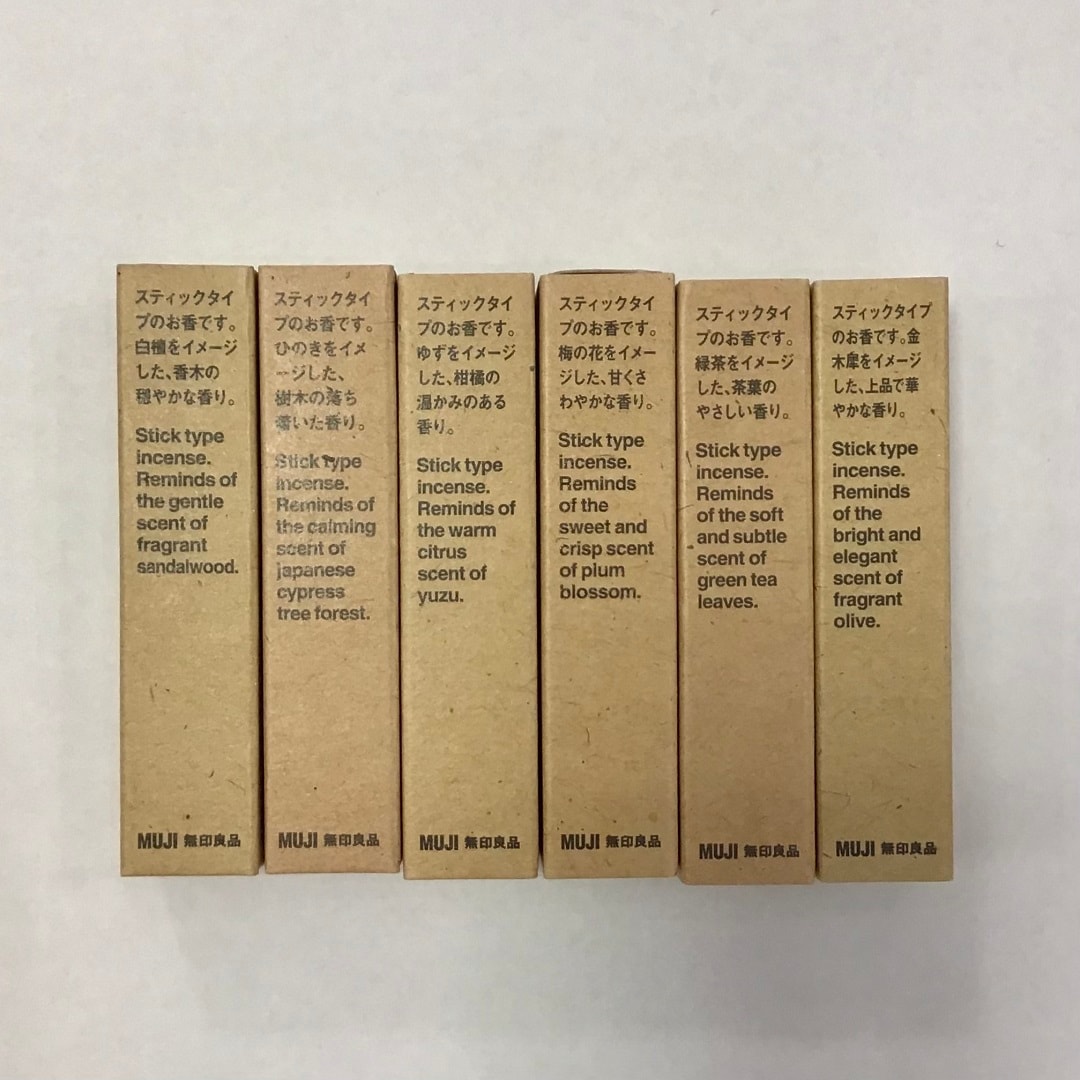 スティックタイ
プのお香です。
白檀をイメージ
した、香木の
穏やかな香り。
Stick type
incense.
Reminds of
the gentle
scent of
fragrant
sandalwood.
MUJI 無印良品
スティックタイ
プのお香です。
ひのきをイメ
ージした、
樹木の落ち
着いた香り。
Stick type
incense.
Reminds of
the calming
scent of
japanese
cypress
tree forest.
MUJI 無印良品
スティックタイ
プのお香です。
ゆずをイメージ
した、柑橘の
温かみのある
香り。
Stick type
incense.
Reminds of
the warm
citrus
scent of
yuzu.
MUJI 無印良品
スティックタイ
プのお香です。
梅の花をイメー
ジした、甘くさ
わやかな香り。
Stick type
incense.
Reminds
of the
sweet and
crisp scent
of plum
blossom.
MUJI 無印良品
スティックタイ
プのお香です。
緑茶をイメージ
した、茶葉の
やさしい香り。
Stick type
incense.
Reminds
of the soft
and subtle
scent of
green tea
leaves.
MUJI 無印良品
スティックタイプ
のお香です。金
木犀をイメージ
した、上品で華
やかな香り。
Stick type
incense.
Reminds
of the
bright and
elegant
scent of
fragrant
olive.
MUJI 無印良品